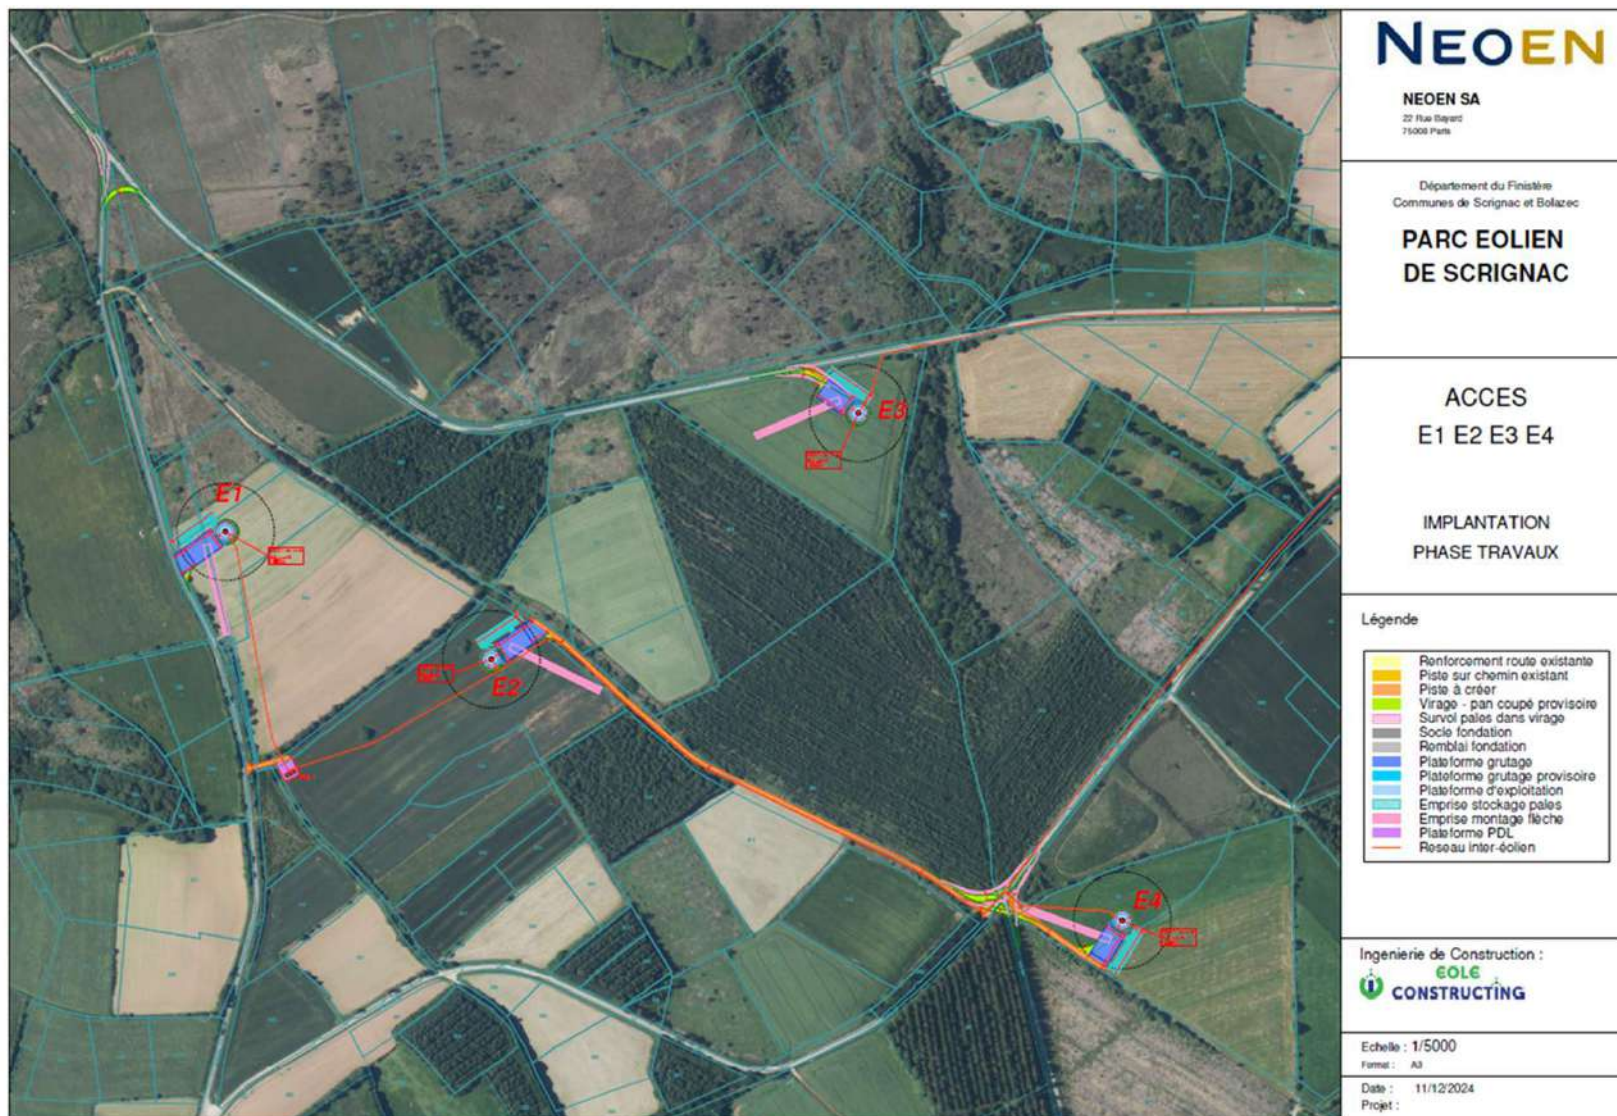 NEOEN
NEOEN SA
22 Rue Bayard
75008 Paris
Département du Finistère
Communes de Scrignac et Bolazec
PARC EOLIEN
DE SCRIGNAC
ACCES
E1 E2 E3 E4
IMPLANTATION
PHASE TRAVAUX
Légende
Renforcement route existante
Piste sur chemin existant
Piste à créer
Virage - pan coupé provisoire
Survol pales dans virage
Socle fondation
Remblai fondation
Plateforme grutage
Plateforme grutage provisoire
Plateforme d'exploitation
Emprise stockage pales
Emprise montage flèche
Plateforme PDL
Reseau inter-éolien
Ingenierie de Construction :
EOLE
CONSTRUCTING
Echelle : 1/5000
Format : A3
Date : 11/12/2024
Projet :
E3
E1
E2
E4